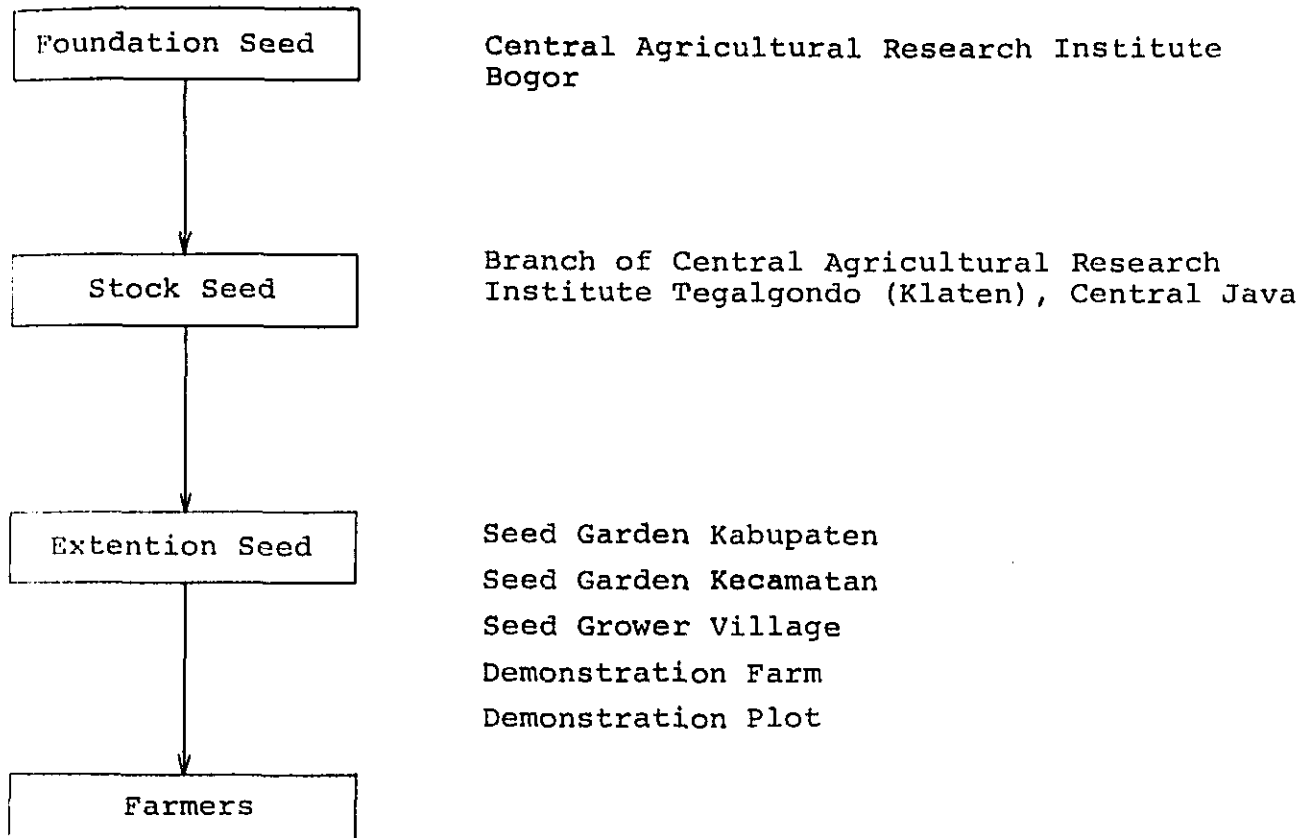 Foundation Seed
Central Agricultural Research Institute
Bogor
Stock Seed
Branch of Central Agricultural Research
Institute Tegalgondo (Klaten), Central Java
Extention Seed
Seed Garden Kabupaten
Seed Garden Kecamatan
Seed Grower Village
Demonstration Farm
Demonstration Plot
Farmers